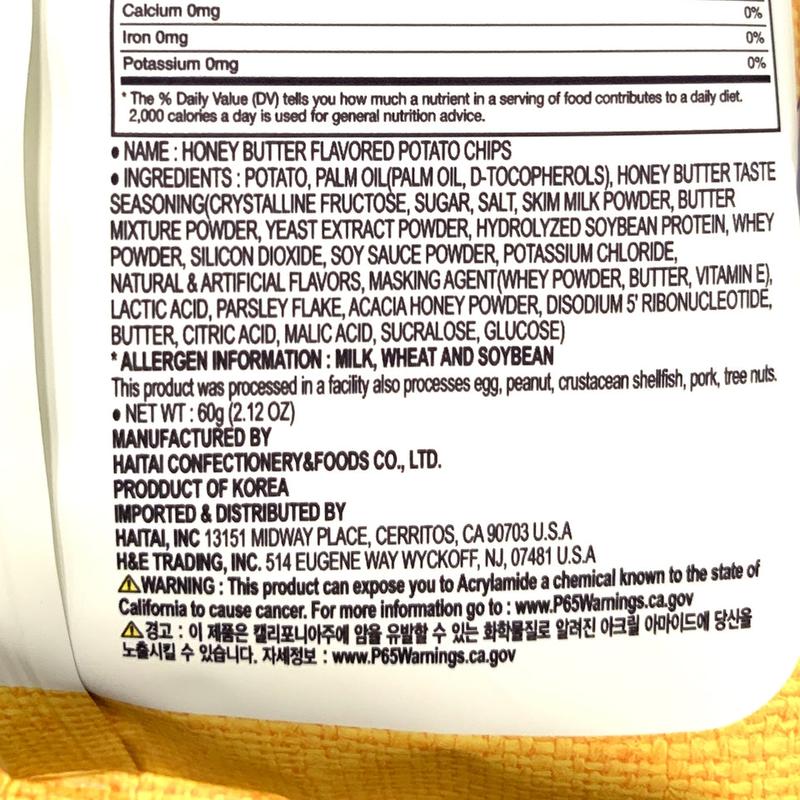 Calcium 0mg 0%
Iron 0mg 0%
Potassium 0mg 0%
* The % Daily Value (DV) tells you how much a nutrient in a serving of food contributes to a daily diet.
2,000 calories a day is used for general nutrition advice.
• NAME : HONEY BUTTER FLAVORED POTATO CHIPS
• INGREDIENTS : POTATO, PALM OIL(PALM OIL, D-TOCOPHEROLS), HONEY BUTTER TASTE
SEASONING(CRYSTALLINE FRUCTOSE, SUGAR, SALT, SKIM MILK POWDER, BUTTER
MIXTURE POWDER, YEAST EXTRACT POWDER, HYDROLYZED SOYBEAN PROTEIN, WHEY
POWDER, SILICON DIOXIDE, SOY SAUCE POWDER, POTASSIUM CHLORIDE,
NATURAL & ARTIFICIAL FLAVORS, MASKING AGENT(WHEY POWDER, BUTTER, VITAMIN E),
LACTIC ACID, PARSLEY FLAKE, ACACIA HONEY POWDER, DISODIUM 5' RIBONUCLEOTIDE,
BUTTER, CITRIC ACID, MALIC ACID, SUCRALOSE, GLUCOSE)
* ALLERGEN INFORMATION : MILK, WHEAT AND SOYBEAN
This product was processed in a facility also processes egg, peanut, crustacean shellfish, pork, tree nuts.
• NET WT : 60g (2.12 OZ)
MANUFACTURED BY
HAITAI CONFECTIONERY&FOODS CO., LTD.
PRODDUCT OF KOREA
IMPORTED & DISTRIBUTED BY
HAITAI, INC 13151 MIDWAY PLACE, CERRITOS, CA 90703 U.S.A
H&E TRADING, INC. 514 EUGENE WAY WYCKOFF, NJ, 07481 U.S.A
⚠WARNING : This product can expose you to Acrylamide a chemical known to the state of
California to cause cancer. For more information go to : www.P65Warnings.ca.gov
⚠경고 : 이 제품은 캘리포니아주에 암을 유발할 수 있는 화학물질로 알려진 아크릴 아마이드에 당신을
노출시킬 수 있습니다. 자세정보 : www.P65Warnings.ca.gov